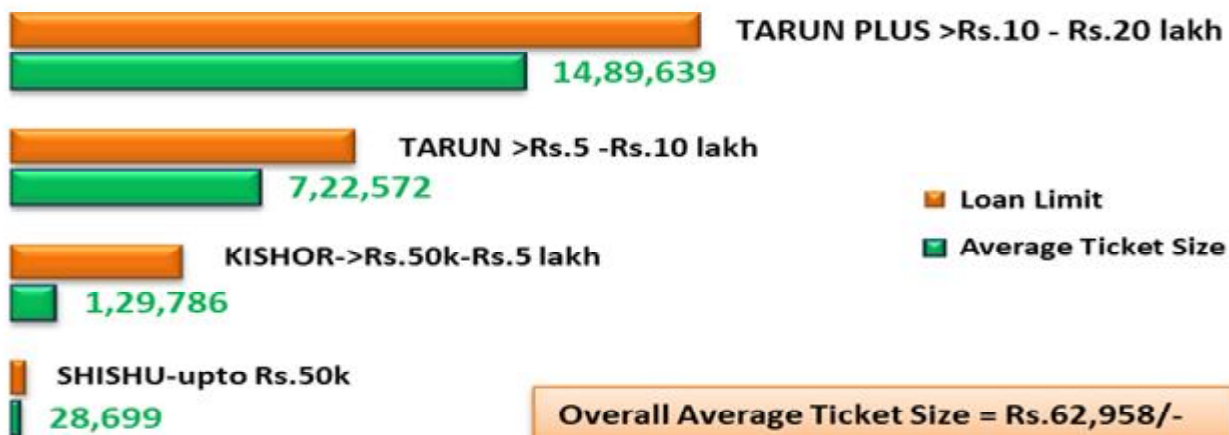 TARUN PLUS >Rs.10 - Rs.20 lakh
14,89,639
TARUN >Rs.5 -Rs.10 lakh
7,22,572
Loan Limit
KISHOR->Rs.50k-Rs.5 lakh
Average Ticket Size
1,29,786
SHISHU-upto Rs.50k
28,699
Overall Average Ticket Size = Rs.62,958/-